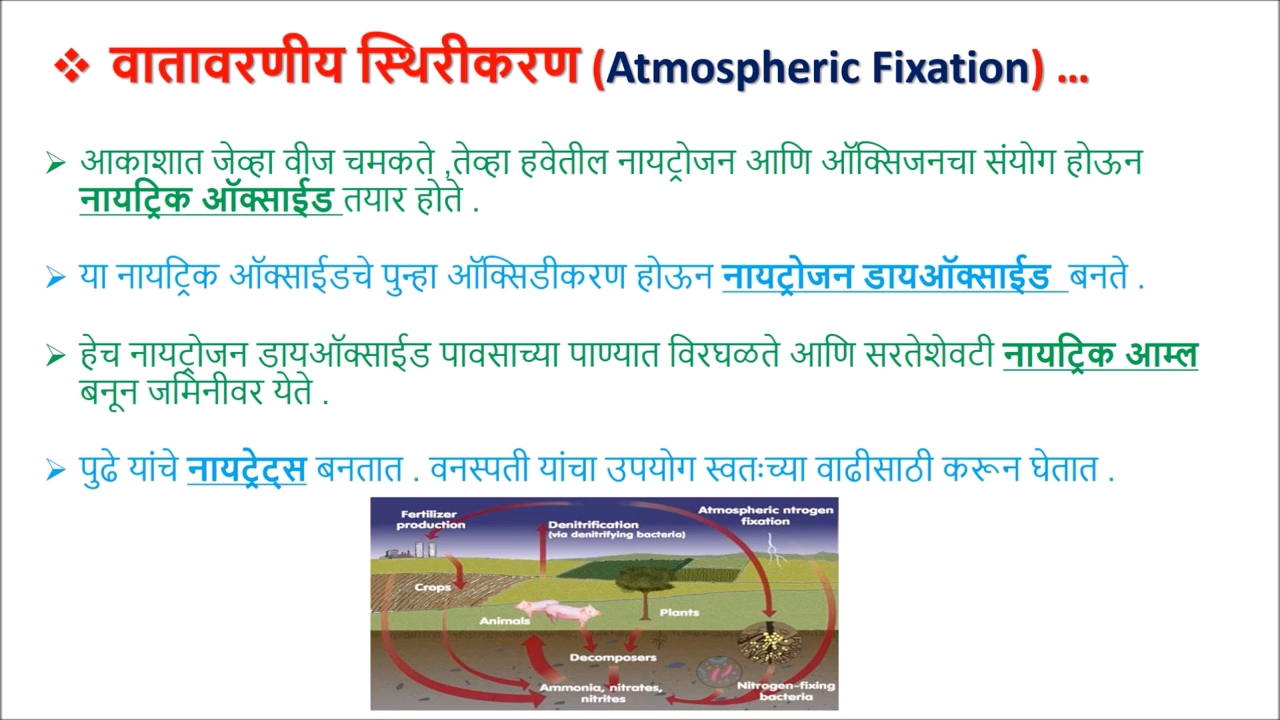 ❖ वातावरणीय स्थिरीकरण (Atmospheric Fixation) ...
➢ आकाशात जेव्हा वीज चमकते ,तेव्हा हवेतील नायट्रोजन आणि ऑक्सिजनचा संयोग होऊन
नायट्रिक ऑक्साईड तयार होते .
➢ या नायट्रिक ऑक्साईडचे पुन्हा ऑक्सिडीकरण होऊन नायट्रोजन डायऑक्साईड बनते .
➢ हेच नायट्रोजन डायऑक्साईड पावसाच्या पाण्यात विरघळते आणि सरतेशेवटी नायट्रिक आम्ल
बनून जमिनीवर येते .
➢ पुढे यांचे नायट्रेट्स बनतात . वनस्पती यांचा उपयोग स्वतःच्या वाढीसाठी करून घेतात .
Fertilizer
production
Denitrification
(via denitrifying bacteria)
Atmospheric ntrogen
fixation
Crops
Animals
Plants
Decomposers
Ammonia, nitrates,
nitrites
Nitrogen-fixing
bacteria